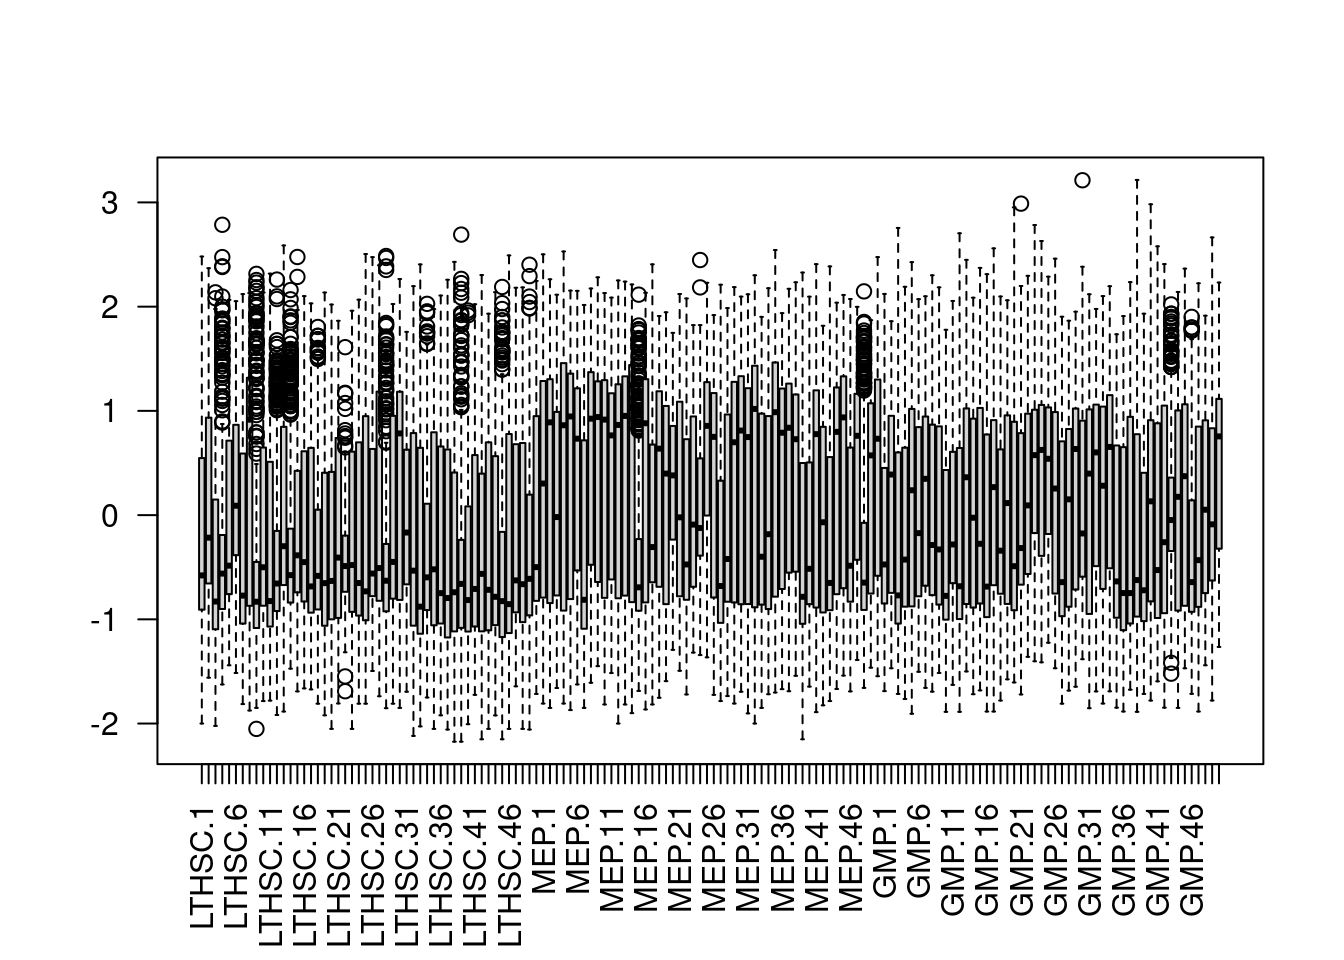 3
2
1
0
-1
-2
LTHSC.1
LTHSC.6
LTHSC.11
LTHSC.16
LTHSC.21
LTHSC.26
LTHSC.31
LTHSC.36
LTHSC.41
LTHSC.46
MEP.1
MEP.6
MEP.11
MEP.16
MEP.21
MEP.26
MEP.31
MEP.36
MEP.41
MEP.46
GMP.1
GMP.6
GMP.11
GMP.16
GMP.21
GMP.26
GMP.31
GMP.36
GMP.41
GMP.46